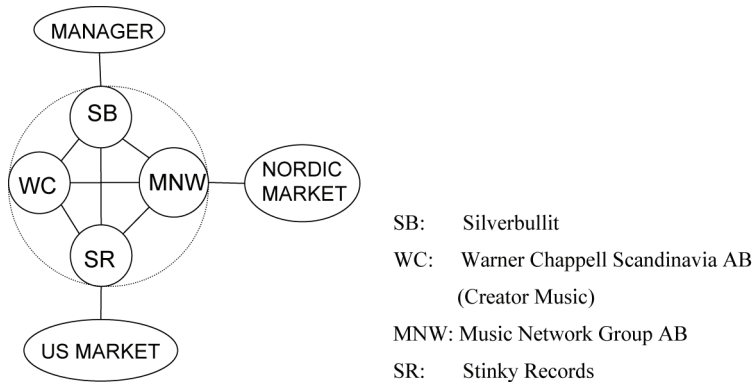 MANAGER
SB
WC
MNW
NORDIC
MARKET
SR
US MARKET
SB: Silverbullit
WC: Warner Chappell Scandinavia AB
(Creator Music)
MNW: Music Network Group AB
SR: Stinky Records